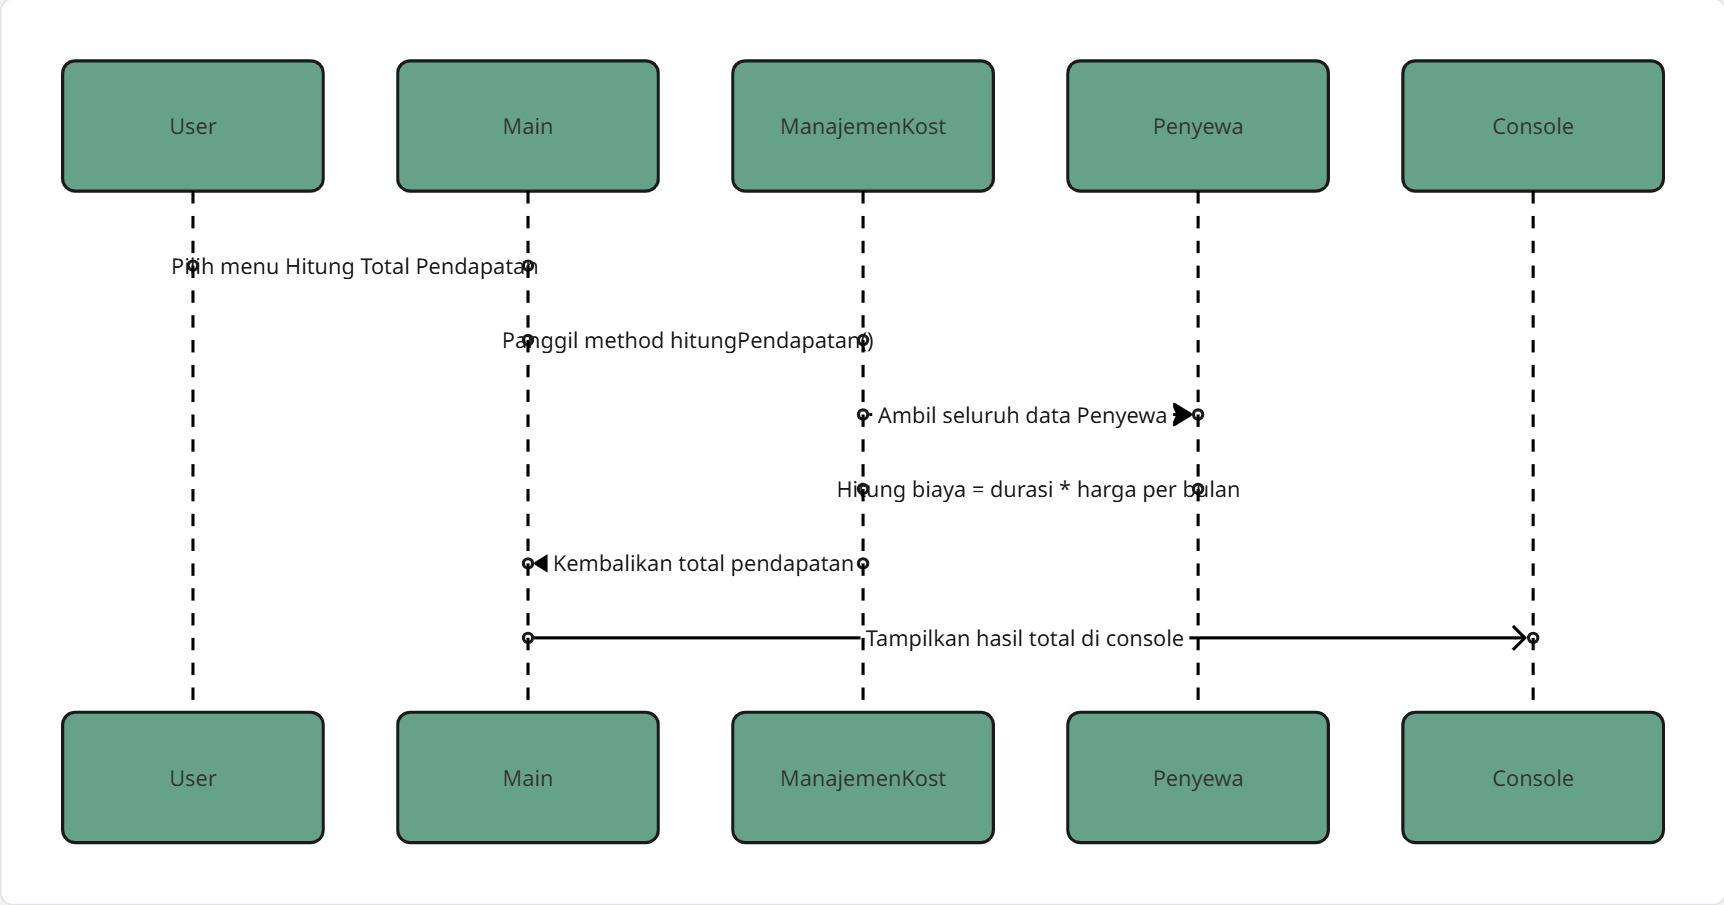 User
Main
ManajemenKost
Penyewa
Console
Pilih menu Hitung Total Pendapatan
Panggil method hitungPendapatan()
Ambil seluruh data Penyewa
Hitung biaya = durasi * harga per bulan
Kembalikan total pendapatan
Tampilkan hasil total di console
User
Main
ManajemenKost
Penyewa
Console